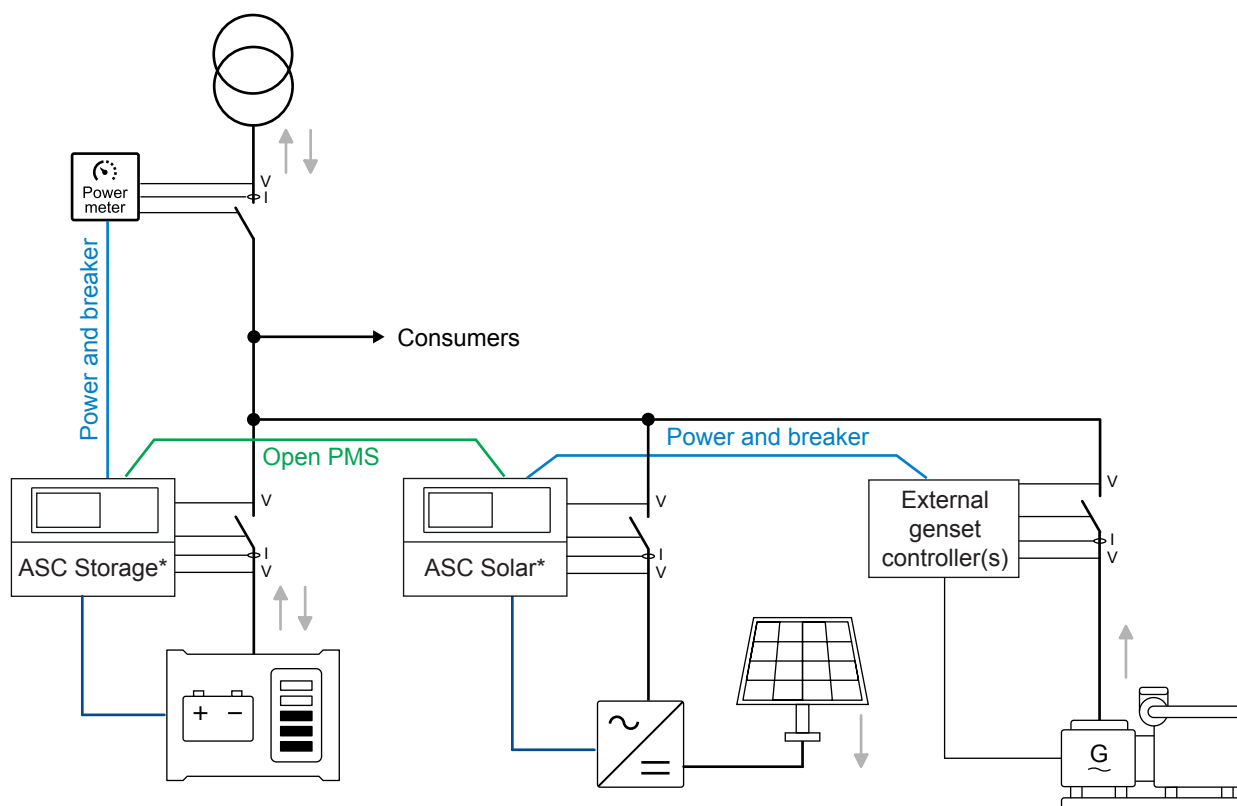 V
I
Power
meter
Power and breaker
Consumers
Open PMS
Power and breaker
ASC Storage*
V
I
V
ASC Solar*
V
I
V
External
genset
controller(s)
V
I
V
+ −
G
~